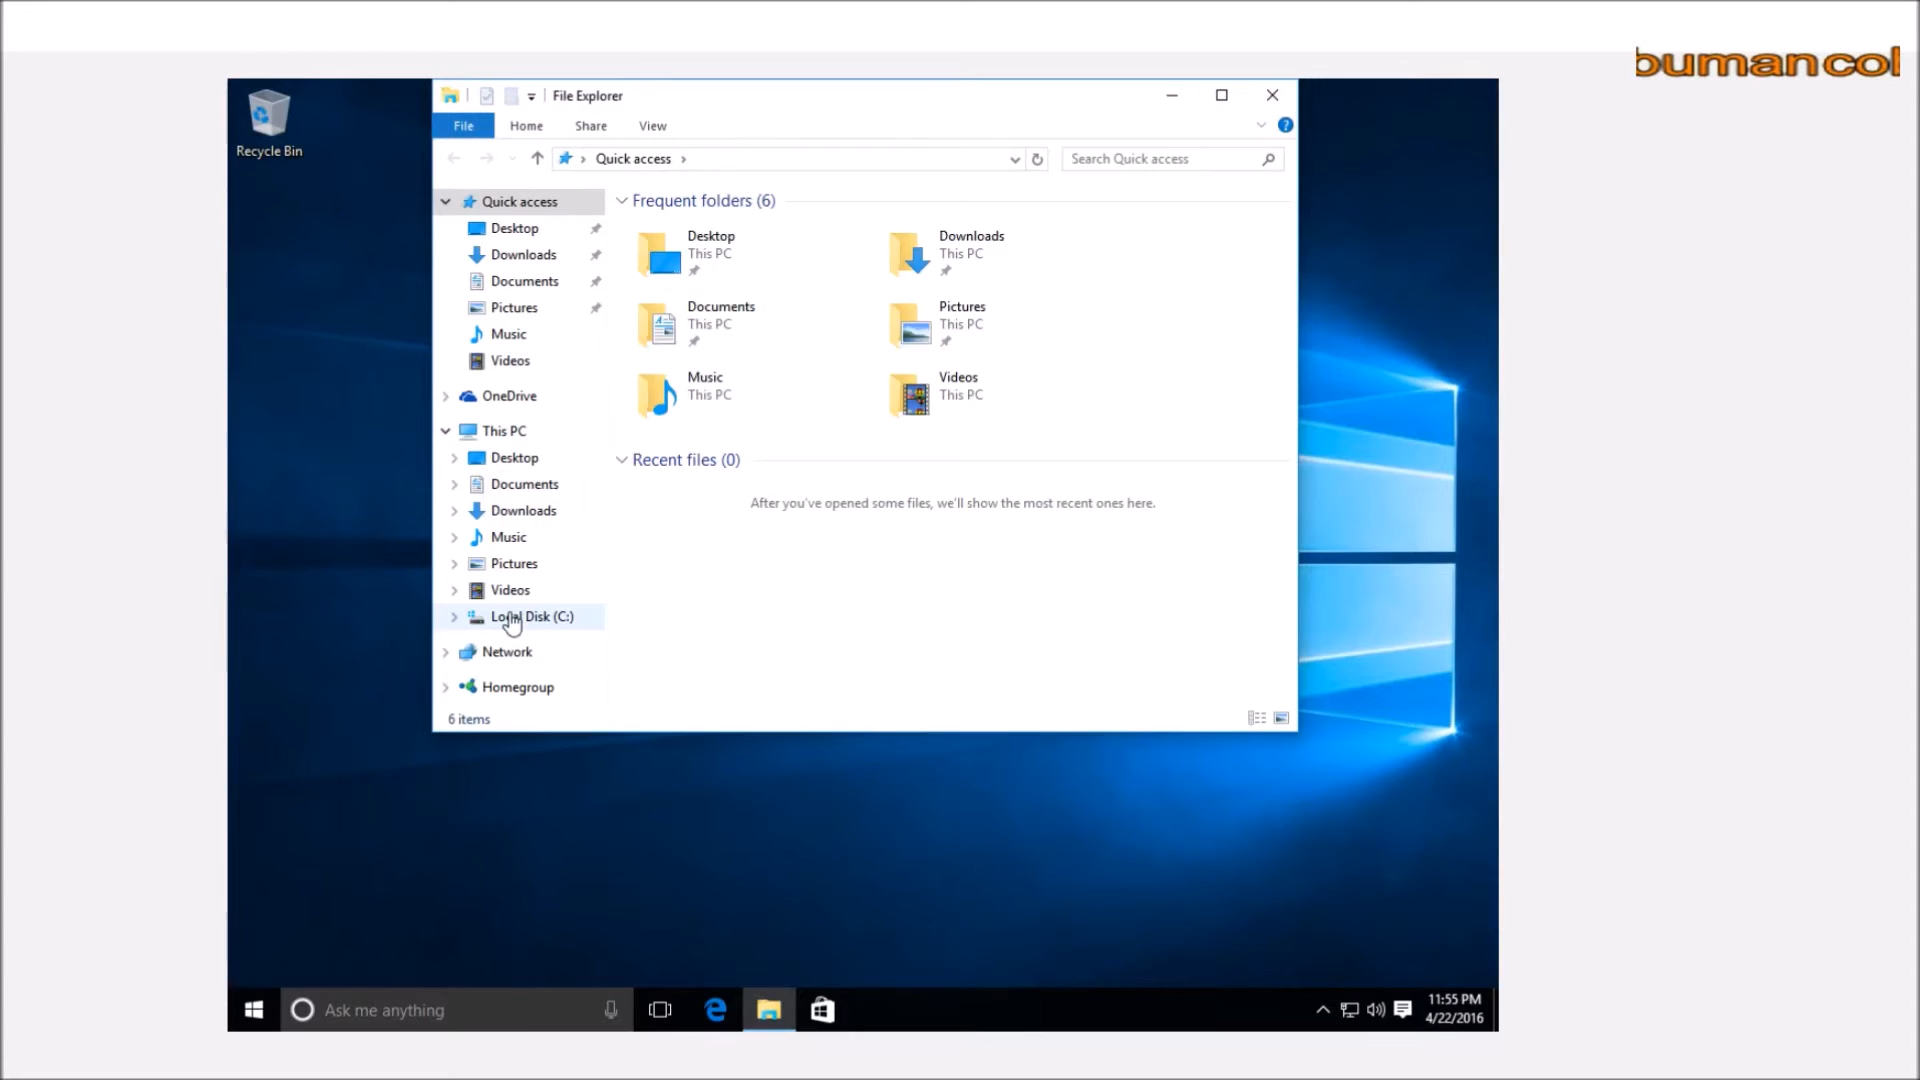 bumancol
Recycle Bin
File Explorer
File Home Share View
Quick access
Search Quick access
Quick access
Desktop
Downloads
Documents
Pictures
Music
Videos
OneDrive
This PC
Desktop
Documents
Downloads
Music
Pictures
Videos
Local Disk (C:)
Network
Homegroup
6 items
Frequent folders (6)
Desktop
This PC
Downloads
This PC
Documents
This PC
Pictures
This PC
Music
This PC
Videos
This PC
Recent files (0)
After you've opened some files, we'll show the most recent ones here.
Ask me anything
11:55 PM
4/22/2016